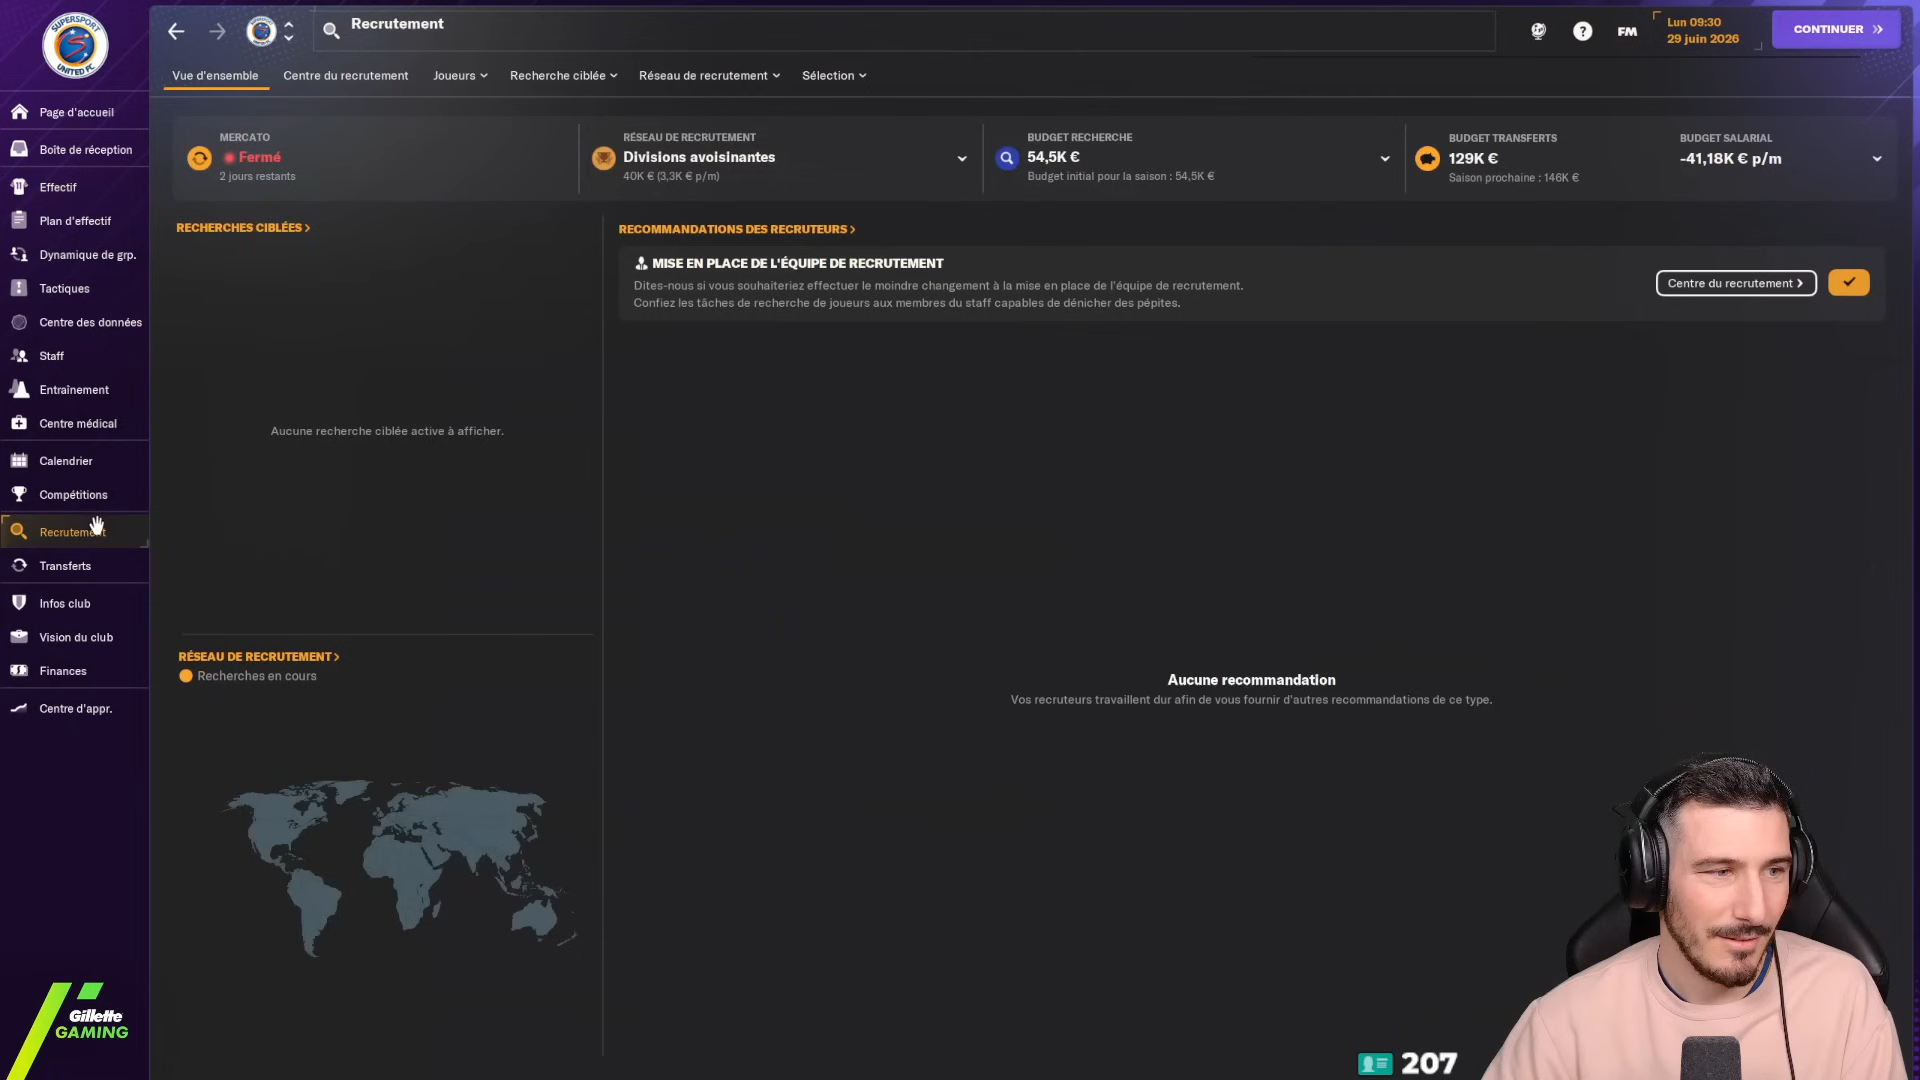 SUPERSPORT
UNITED FC
Recrutement
FM
Lun 09:30
29 juin 2026
CONTINUER
Vue d'ensemble
Centre du recrutement
Joueurs
Recherche ciblée
Réseau de recrutement
Sélection
Page d'accueil
Boîte de réception
Effectif
Plan d'effectif
Dynamique de grp.
Tactiques
Centre des données
Staff
Entraînement
Centre médical
Calendrier
Compétitions
Recrutement
Transferts
Infos club
Vision du club
Finances
Centre d'appr.
MERCATO
Fermé
2 jours restants
RÉSEAU DE RECRUTEMENT
Divisions avoisinantes
40K € (3,3K € p/m)
BUDGET RECHERCHE
54,5K €
Budget initial pour la saison : 54,5K €
BUDGET TRANSFERTS
129K €
Saison prochaine : 146K €
BUDGET SALARIAL
-41,18K € p/m
RECHERCHES CIBLÉES >
Aucune recherche ciblée active à afficher.
RECOMMANDATIONS DES RECRUTEURS >
MISE EN PLACE DE L'ÉQUIPE DE RECRUTEMENT
Dites-nous si vous souhaiteriez effectuer le moindre changement à la mise en place de l'équipe de recrutement.
Confiez les tâches de recherche de joueurs aux membres du staff capables de dénicher des pépites.
Centre du recrutement >
Aucune recommandation
Vos recruteurs travaillent dur afin de vous fournir d'autres recommandations de ce type.
RÉSEAU DE RECRUTEMENT >
Recherches en cours
Gillette
GAMING
207